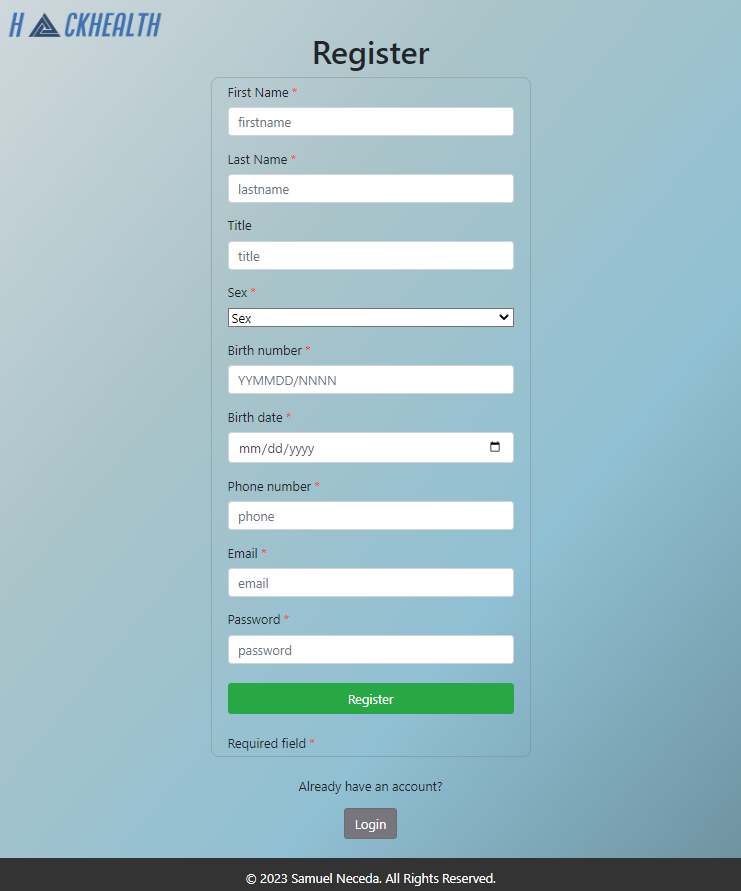 H CKHEALTH
Register
First Name *
firstname
Last Name *
lastname
Title
title
Sex *
Sex
Birth number *
YYMMDD/NNNN
Birth date *
mm/dd/yyyy
Phone number *
phone
Email *
email
Password *
password
Register
Required field *
Already have an account?
Login
© 2023 Samuel Neceda. All Rights Reserved.